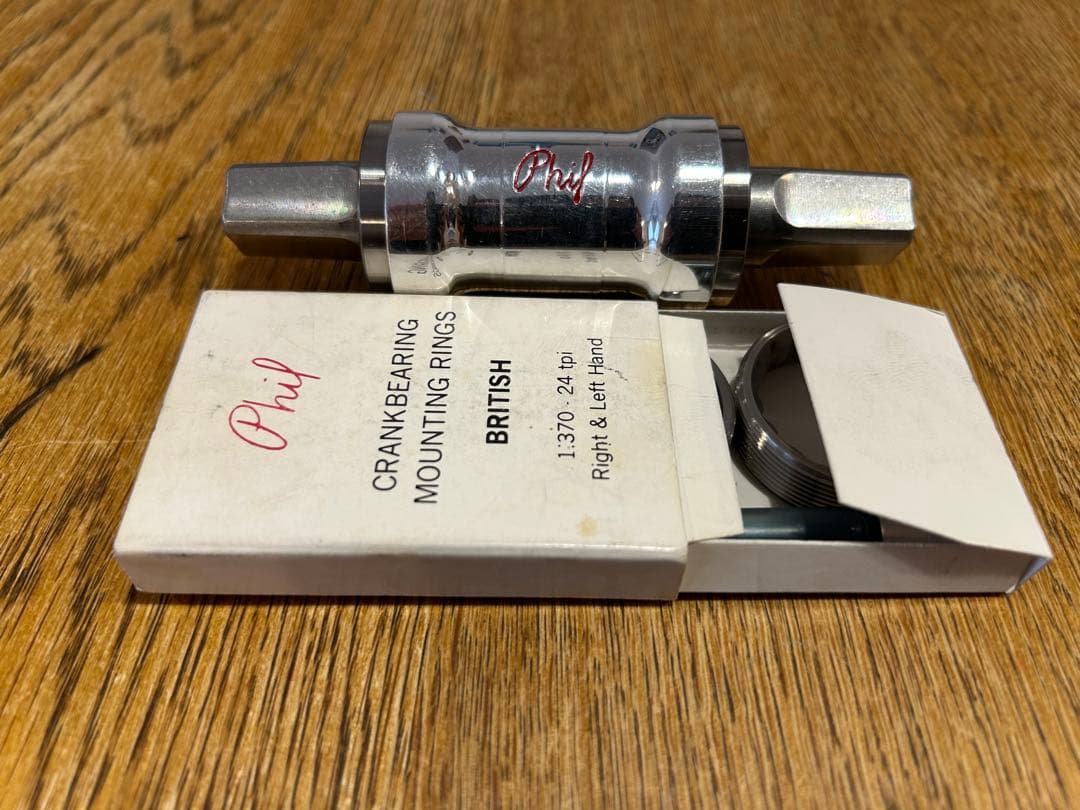 Phil
Phil
CRANKBEARING
MOUNTING RINGS
BRITISH
1.370 - 24 tpi
Right & Left Hand